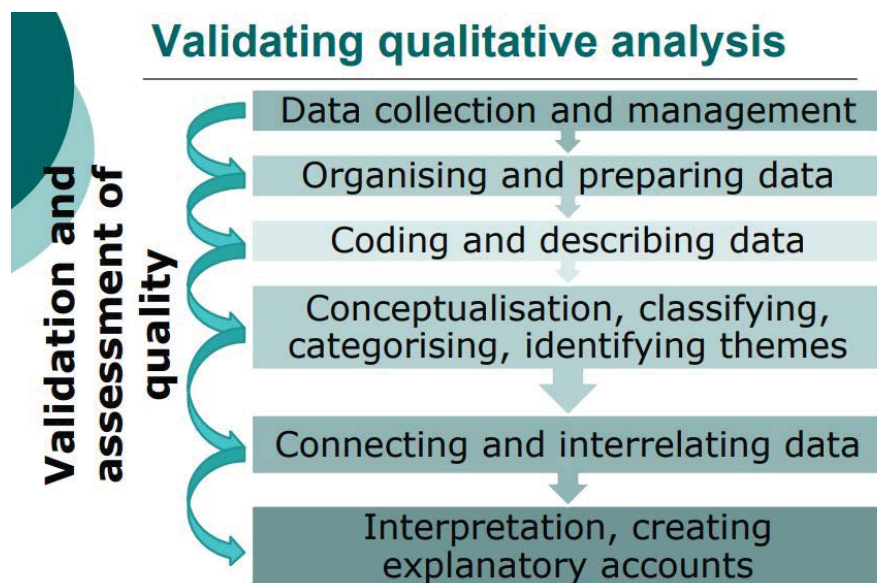 Validating qualitative analysis
Validation and
assessment of
quality
Data collection and management
Organising and preparing data
Coding and describing data
Conceptualisation, classifying,
categorising, identifying themes
Connecting and interrelating data
Interpretation, creating
explanatory accounts